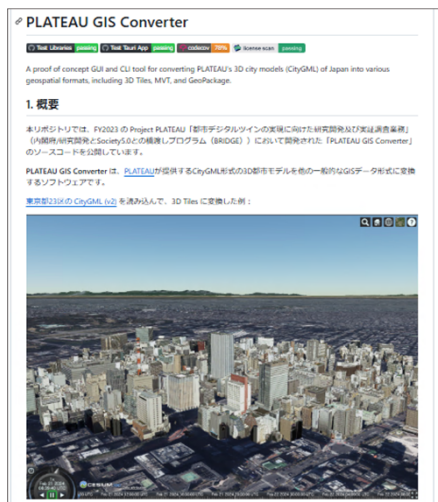 PLATEAU GIS Converter
Test Libraries passing Test Tauri App passing codecov 78% license scan passing
A proof of concept GUI and CLI tool for converting PLATEAU's 3D city models (CityGML) of Japan into various
geospatial formats, including 3D Tiles, MVT, and GeoPackage.
1. 概要
本リポジトリでは、FY2023 の Project PLATEAU「都市デジタルツインの実現に向けた研究開発及び実証調査業務」
（内閣府/研究開発とSociety5.0との橋渡しプログラム（BRIDGE））において開発された「PLATEAU GIS Converter」
のソースコードを公開しています。
PLATEAU GIS Converter は、PLATEAUが提供するCityGML形式の3D都市モデルを他の一般的なGISデータ形式に変換
するソフトウェアです。
東京都23区の CityGML (v2) を読み込んで、3D Tiles に変換した例：
CESIUM